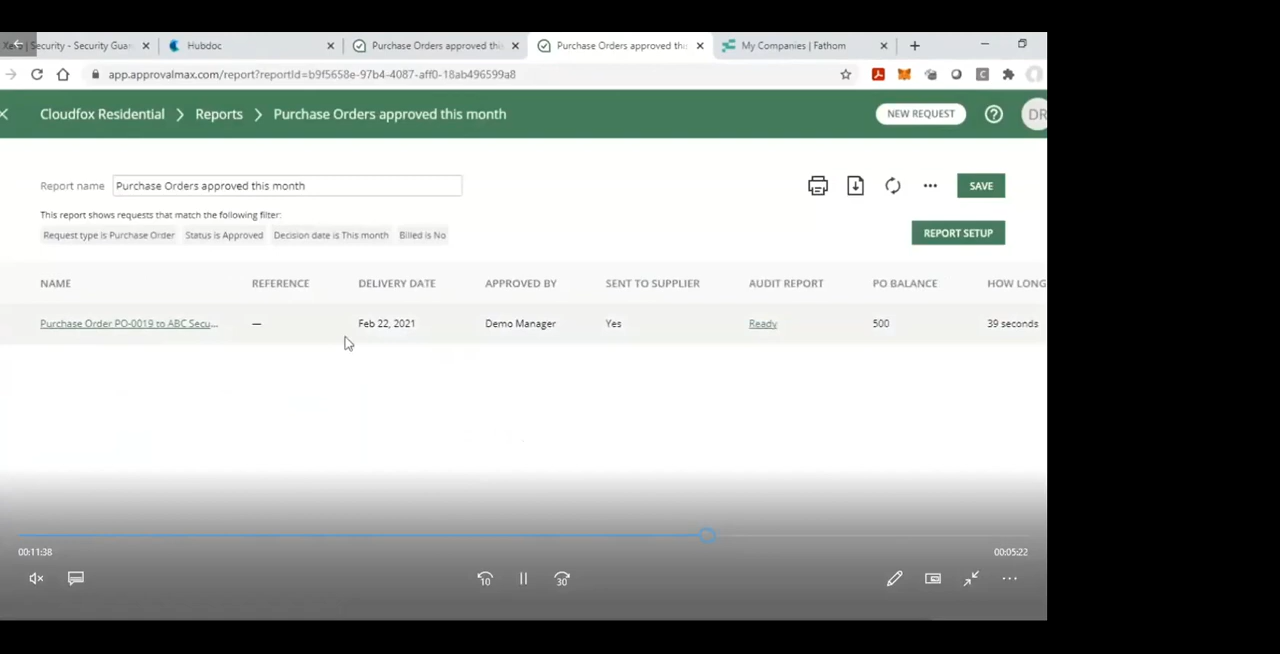 Xero | Security - Security Guar
Hubdoc
Purchase Orders approved thi
Purchase Orders approved thi
My Companies | Fathom
app.approvalmax.com/report?reportId=b9f5658e-97b4-4087-aff0-18ab496599a8
Cloudfox Residential > Reports > Purchase Orders approved this month
NEW REQUEST
DR
Report name
Purchase Orders approved this month
SAVE
This report shows requests that match the following filter:
Request type is Purchase Order
Status is Approved
Decision date is This month
Billed is No
REPORT SETUP
NAME REFERENCE DELIVERY DATE APPROVED BY SENT TO SUPPLIER AUDIT REPORT PO BALANCE HOW LONG
Purchase Order PO-0019 to ABC Secu... — Feb 22, 2021 Demo Manager Yes Ready 500 39 seconds
00:11:38
00:05:22
10
30